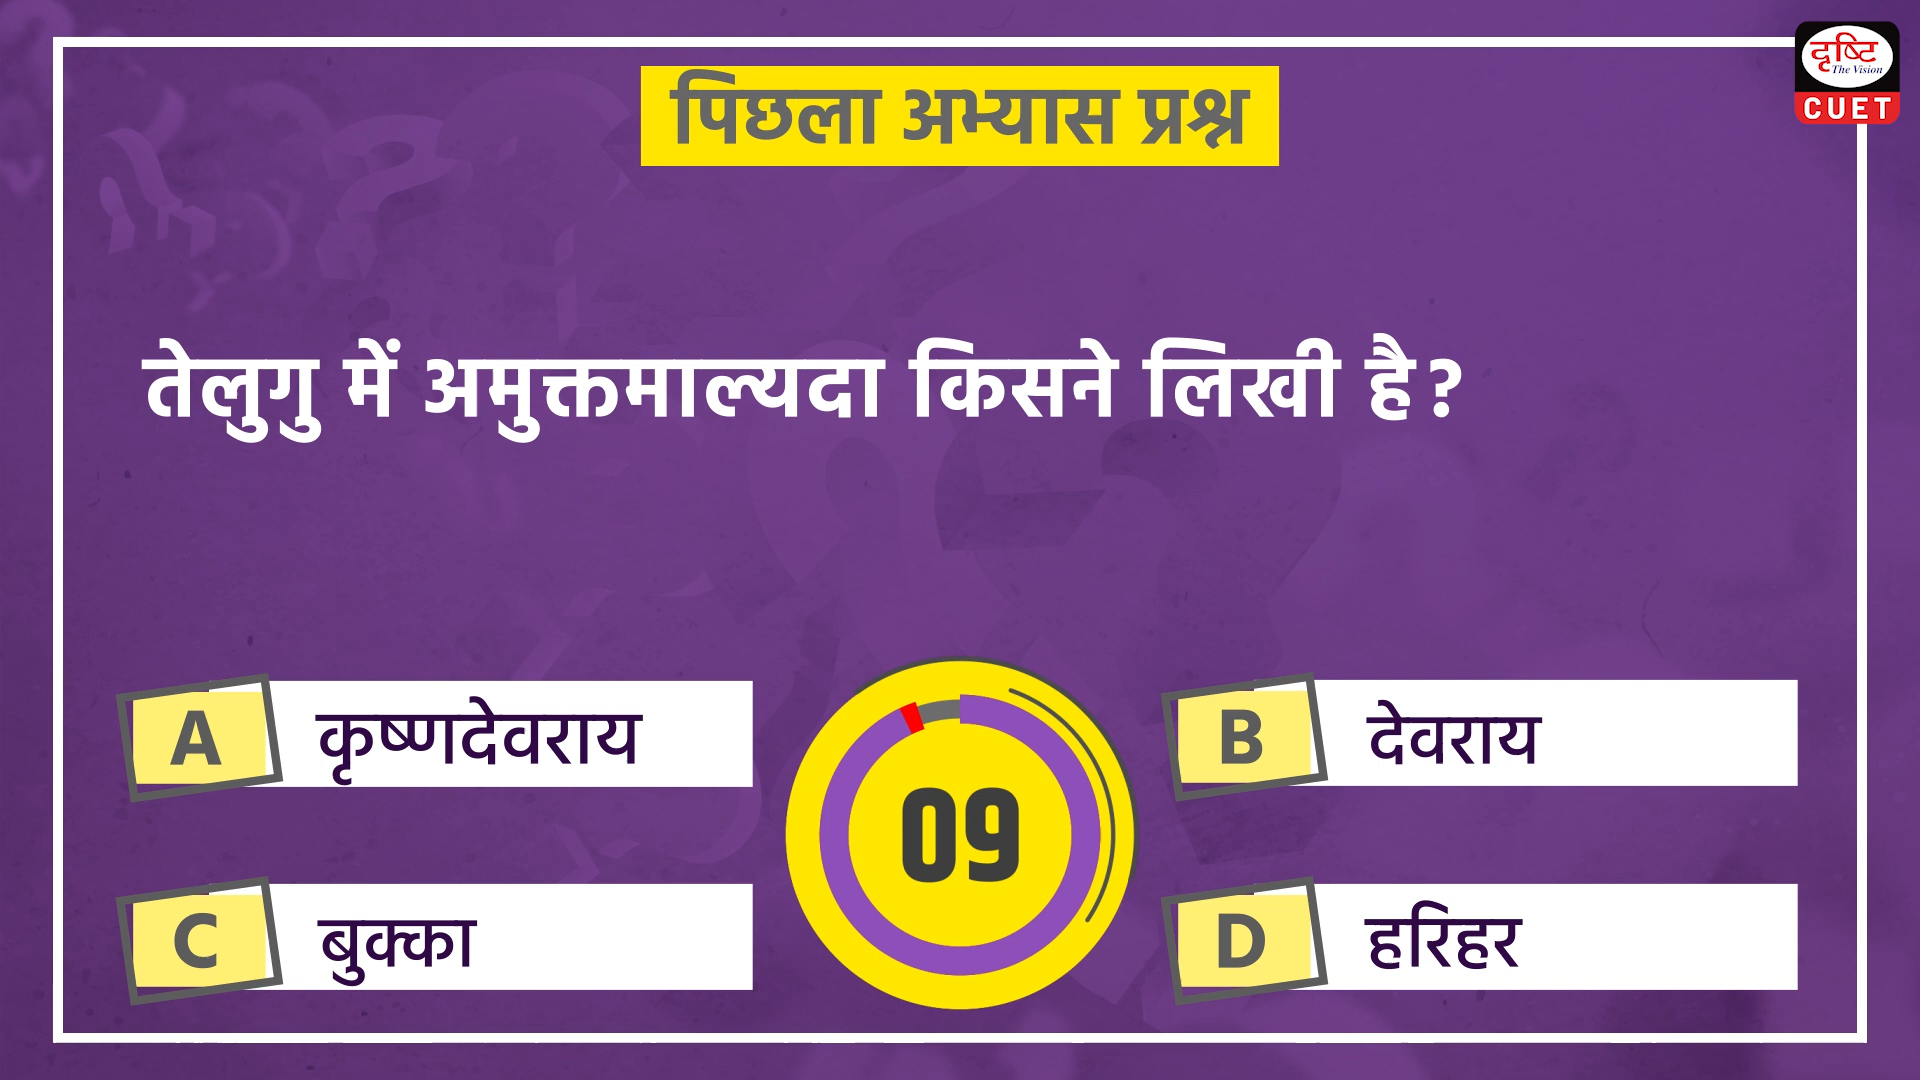 दृष्टि
The Vision
CUET
पिछला अभ्यास प्रश्न
तेलुगु में अमुक्तमाल्यदा किसने लिखी है?
A कृष्णदेवराय
B देवराय
09
C बुक्का
D हरिहर